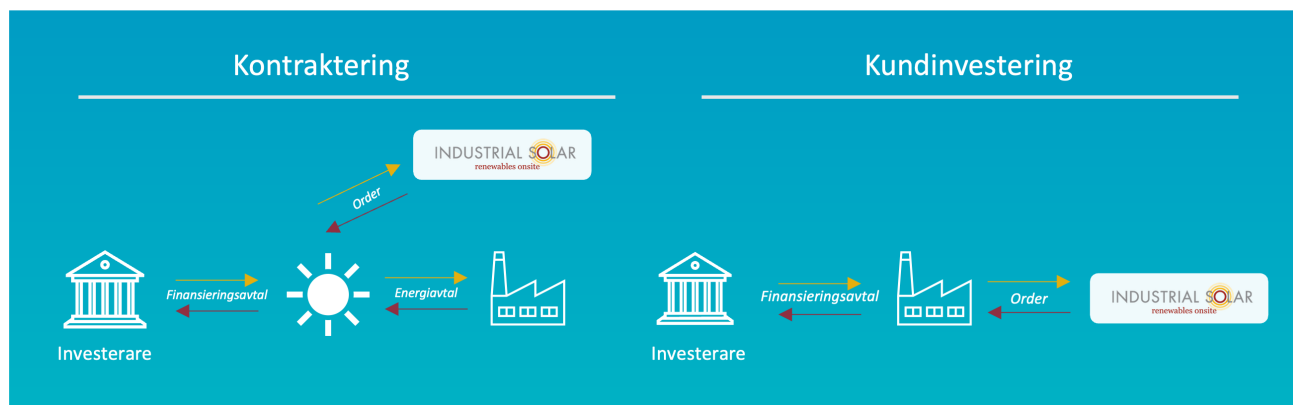 Kontraktering
INDUSTRIAL SOLAR
renewables onsite
Order
Finansieringsavtal
Energiavtal
Investerare
Kundinvestering
Finansieringsavtal
Order
INDUSTRIAL SOLAR
renewables onsite
Investerare